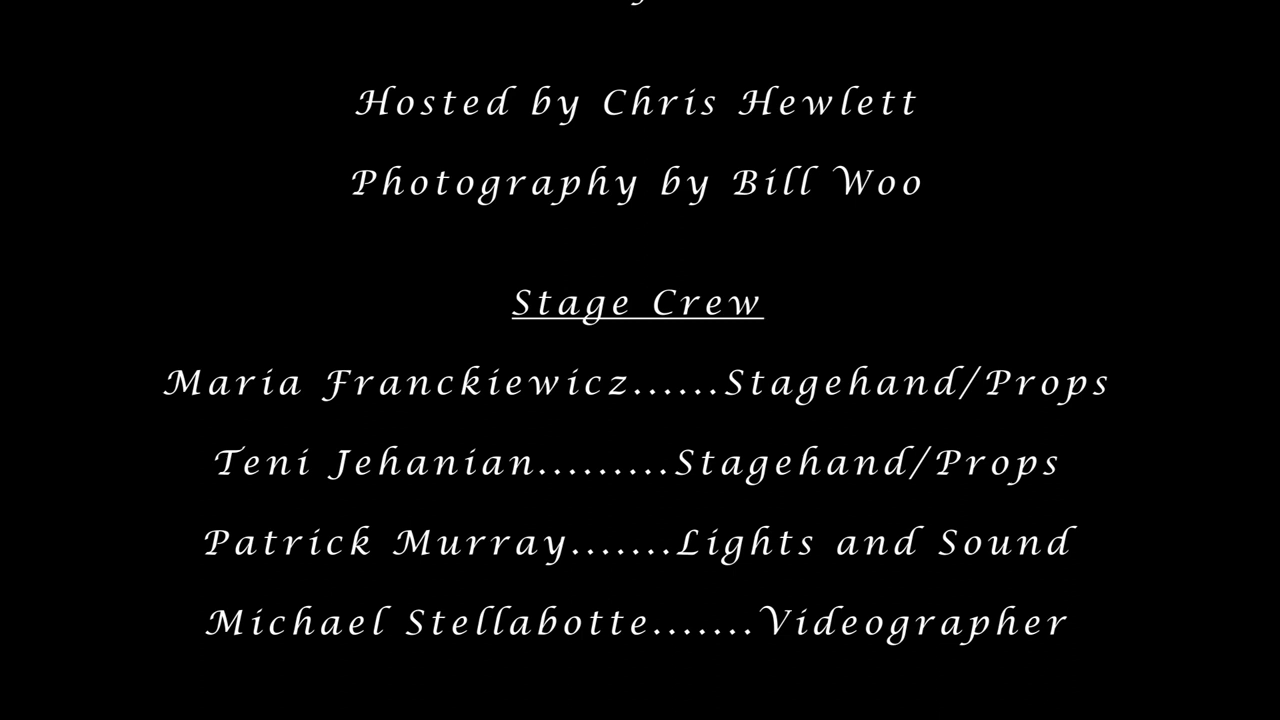 Hosted by Chris Hewlett
Photography by Bill Woo
Stage Crew
Maria Franckiewicz......Stagehand/Props
Teni Jehanian.........Stagehand/Props
Patrick Murray.......Lights and Sound
Michael Stellabotte.......Videographer